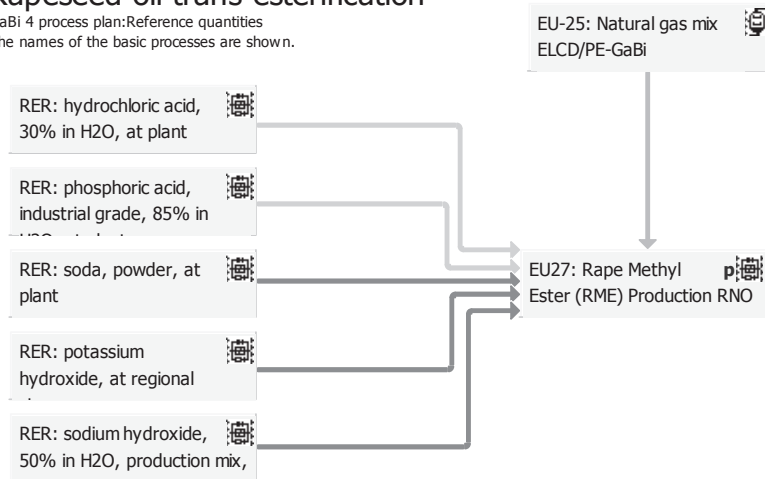 apeseed oil trans-esterification
aBi 4 process plan:Reference quantities
he names of the basic processes are shown.
EU-25: Natural gas mix
ELCD/PE-GaBi
RER: hydrochloric acid,
30% in H2O, at plant
RER: phosphoric acid,
industrial grade, 85% in
RER: soda, powder, at
plant
EU27: Rape Methyl p
Ester (RME) Production RNO
RER: potassium
hydroxide, at regional
RER: sodium hydroxide,
50% in H2O, production mix,